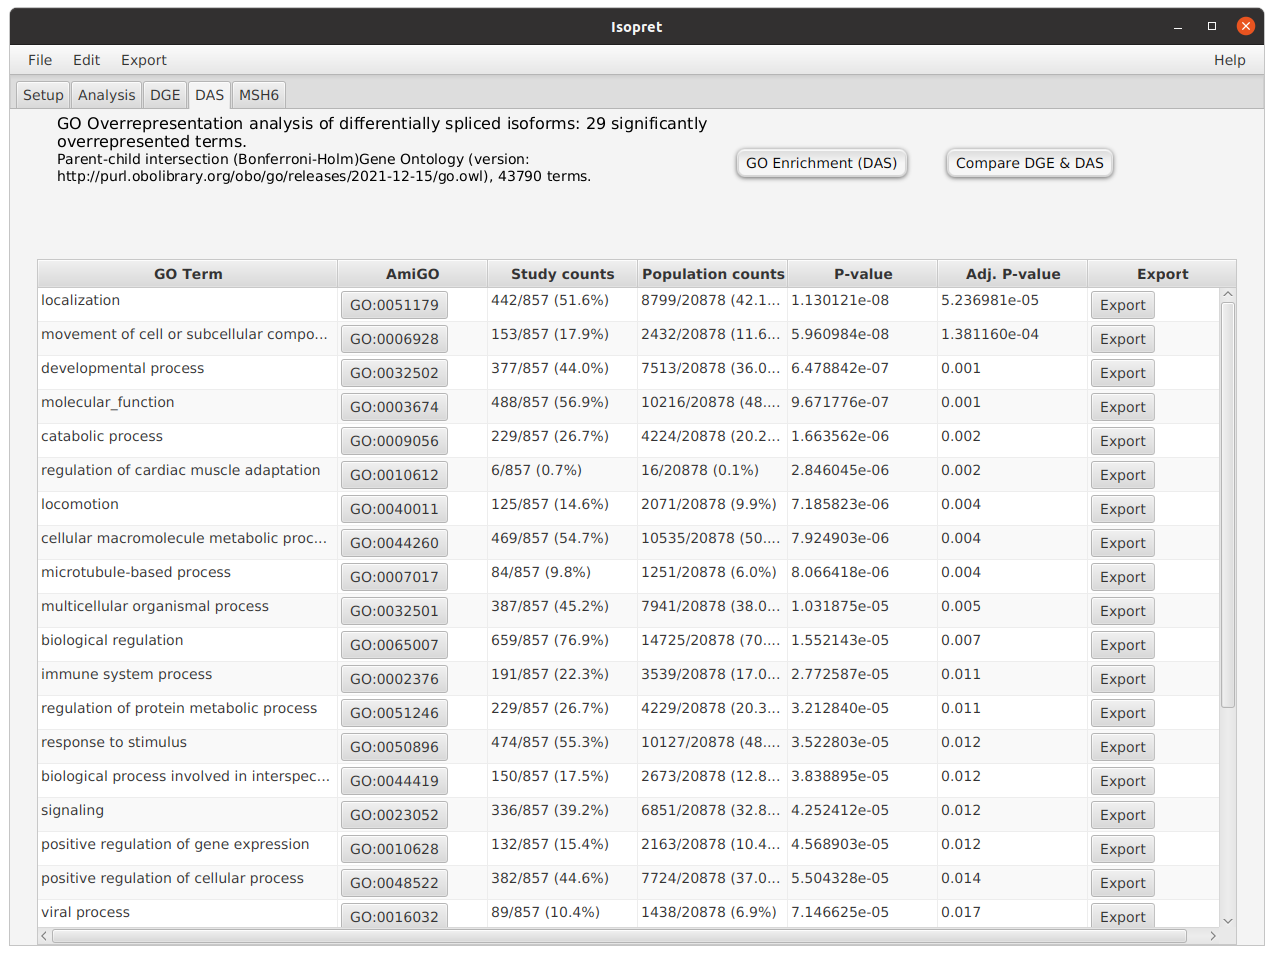 Isopret
File Edit Export Help
Setup Analysis DGE DAS MSH6
GO Overrepresentation analysis of differentially spliced isoforms: 29 significantly
overrepresented terms.
Parent-child intersection (Bonferroni-Holm)Gene Ontology (version:
http://purl.obolibrary.org/obo/go/releases/2021-12-15/go.owl), 43790 terms.
GO Enrichment (DAS) Compare DGE & DAS
GO Term AmiGO Study counts Population counts P-value Adj. P-value Export
localization GO:0051179 442/857 (51.6%) 8799/20878 (42.1... 1.130121e-08 5.236981e-05 Export
movement of cell or subcellular compo... GO:0006928 153/857 (17.9%) 2432/20878 (11.6... 5.960984e-08 1.381160e-04 Export
developmental process GO:0032502 377/857 (44.0%) 7513/20878 (36.0... 6.478842e-07 0.001 Export
molecular_function GO:0003674 488/857 (56.9%) 10216/20878 (48.... 9.671776e-07 0.001 Export
catabolic process GO:0009056 229/857 (26.7%) 4224/20878 (20.2... 1.663562e-06 0.002 Export
regulation of cardiac muscle adaptation GO:0010612 6/857 (0.7%) 16/20878 (0.1%) 2.846045e-06 0.002 Export
locomotion GO:0040011 125/857 (14.6%) 2071/20878 (9.9%) 7.185823e-06 0.004 Export
cellular macromolecule metabolic proc... GO:0044260 469/857 (54.7%) 10535/20878 (50.... 7.924903e-06 0.004 Export
microtubule-based process GO:0007017 84/857 (9.8%) 1251/20878 (6.0%) 8.066418e-06 0.004 Export
multicellular organismal process GO:0032501 387/857 (45.2%) 7941/20878 (38.0... 1.031875e-05 0.005 Export
biological regulation GO:0065007 659/857 (76.9%) 14725/20878 (70.... 1.552143e-05 0.007 Export
immune system process GO:0002376 191/857 (22.3%) 3539/20878 (17.0... 2.772587e-05 0.011 Export
regulation of protein metabolic process GO:0051246 229/857 (26.7%) 4229/20878 (20.3... 3.212840e-05 0.011 Export
response to stimulus GO:0050896 474/857 (55.3%) 10127/20878 (48.... 3.522803e-05 0.012 Export
biological process involved in interspec... GO:0044419 150/857 (17.5%) 2673/20878 (12.8... 3.838895e-05 0.012 Export
signaling GO:0023052 336/857 (39.2%) 6851/20878 (32.8... 4.252412e-05 0.012 Export
positive regulation of gene expression GO:0010628 132/857 (15.4%) 2163/20878 (10.4... 4.568903e-05 0.012 Export
positive regulation of cellular process GO:0048522 382/857 (44.6%) 7724/20878 (37.0... 5.504328e-05 0.014 Export
viral process GO:0016032 89/857 (10.4%) 1438/20878 (6.9%) 7.146625e-05 0.017 Export